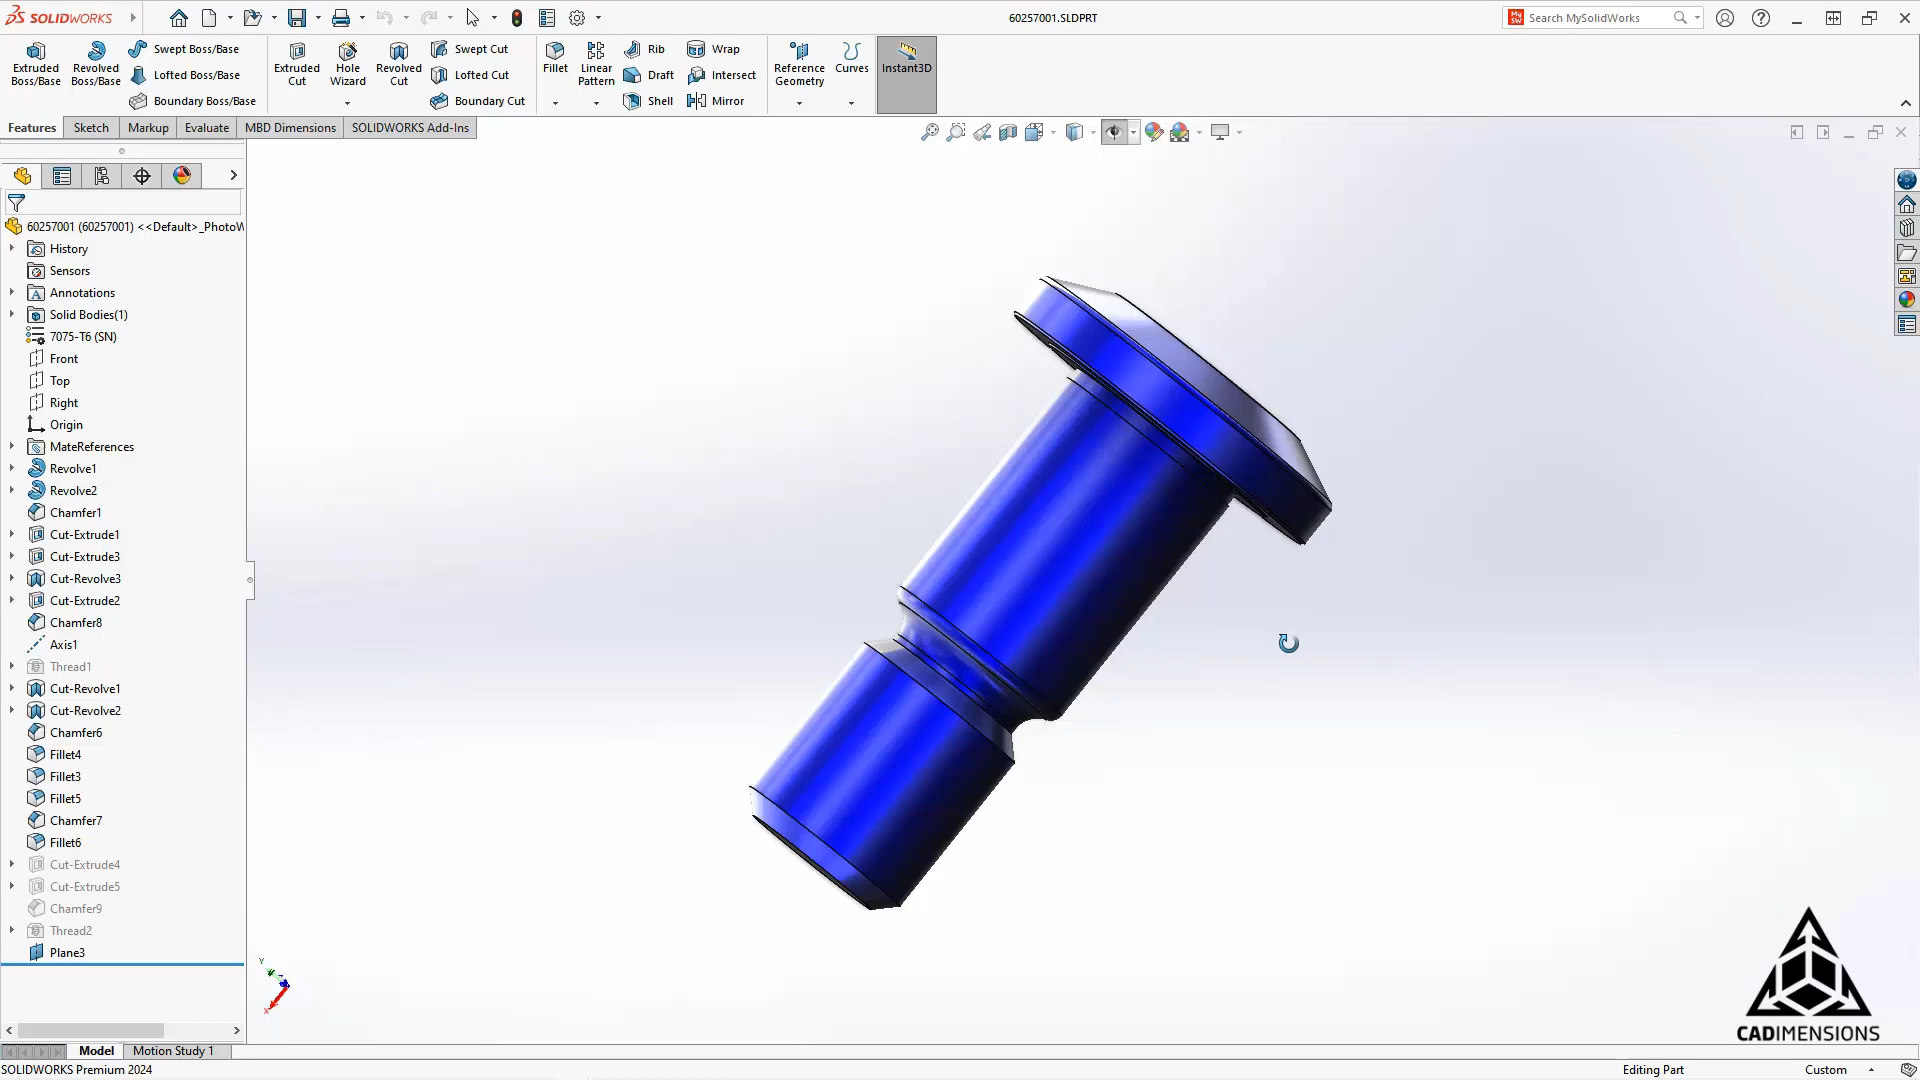 SOLIDWORKS
60257001.SLDPRT
Search MySolidWorks
Extruded Boss/Base
Revolved Boss/Base
Swept Boss/Base
Lofted Boss/Base
Boundary Boss/Base
Extruded Cut
Hole Wizard
Revolved Cut
Swept Cut
Lofted Cut
Boundary Cut
Fillet
Linear Pattern
Rib
Draft
Shell
Wrap
Intersect
Mirror
Reference Geometry
Curves
Instant3D
Features
Sketch
Markup
Evaluate
MBD Dimensions
SOLIDWORKS Add-Ins
60257001 (60257001) <<Default>_PhotoW
History
Sensors
Annotations
Solid Bodies(1)
7075-T6 (SN)
Front
Top
Right
Origin
MateReferences
Revolve1
Revolve2
Chamfer1
Cut-Extrude1
Cut-Extrude3
Cut-Revolve3
Cut-Extrude2
Chamfer8
Axis1
Thread1
Cut-Revolve1
Cut-Revolve2
Chamfer6
Fillet4
Fillet3
Fillet5
Chamfer7
Fillet6
Cut-Extrude4
Cut-Extrude5
Chamfer9
Thread2
Plane3
Y
X
CADIMENSIONS
Model
Motion Study 1
SOLIDWORKS Premium 2024
Editing Part
Custom